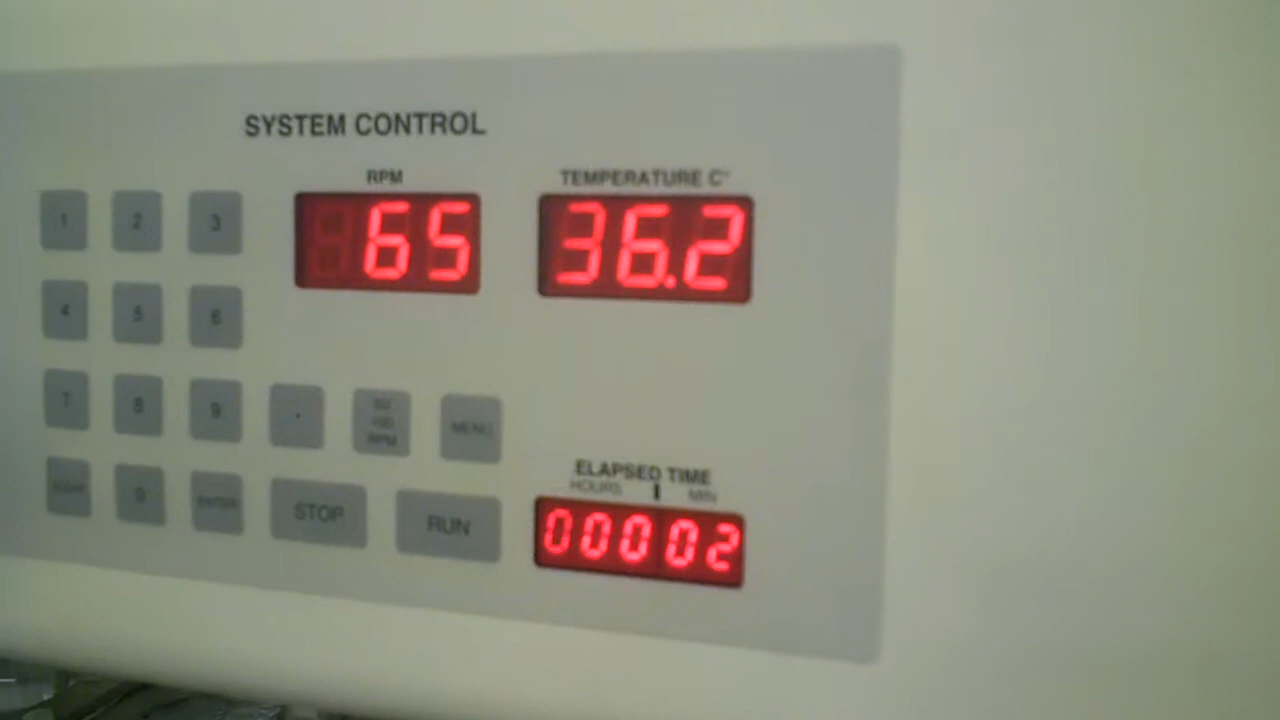 SYSTEM CONTROL
RPM
TEMPERATURE C°
65
36.2
1 2 3
4 5 6
7 8 9 . 50/ 100 RPM MENU
ELAPSED TIME
HOURS MIN
0 ENTER STOP RUN
00002